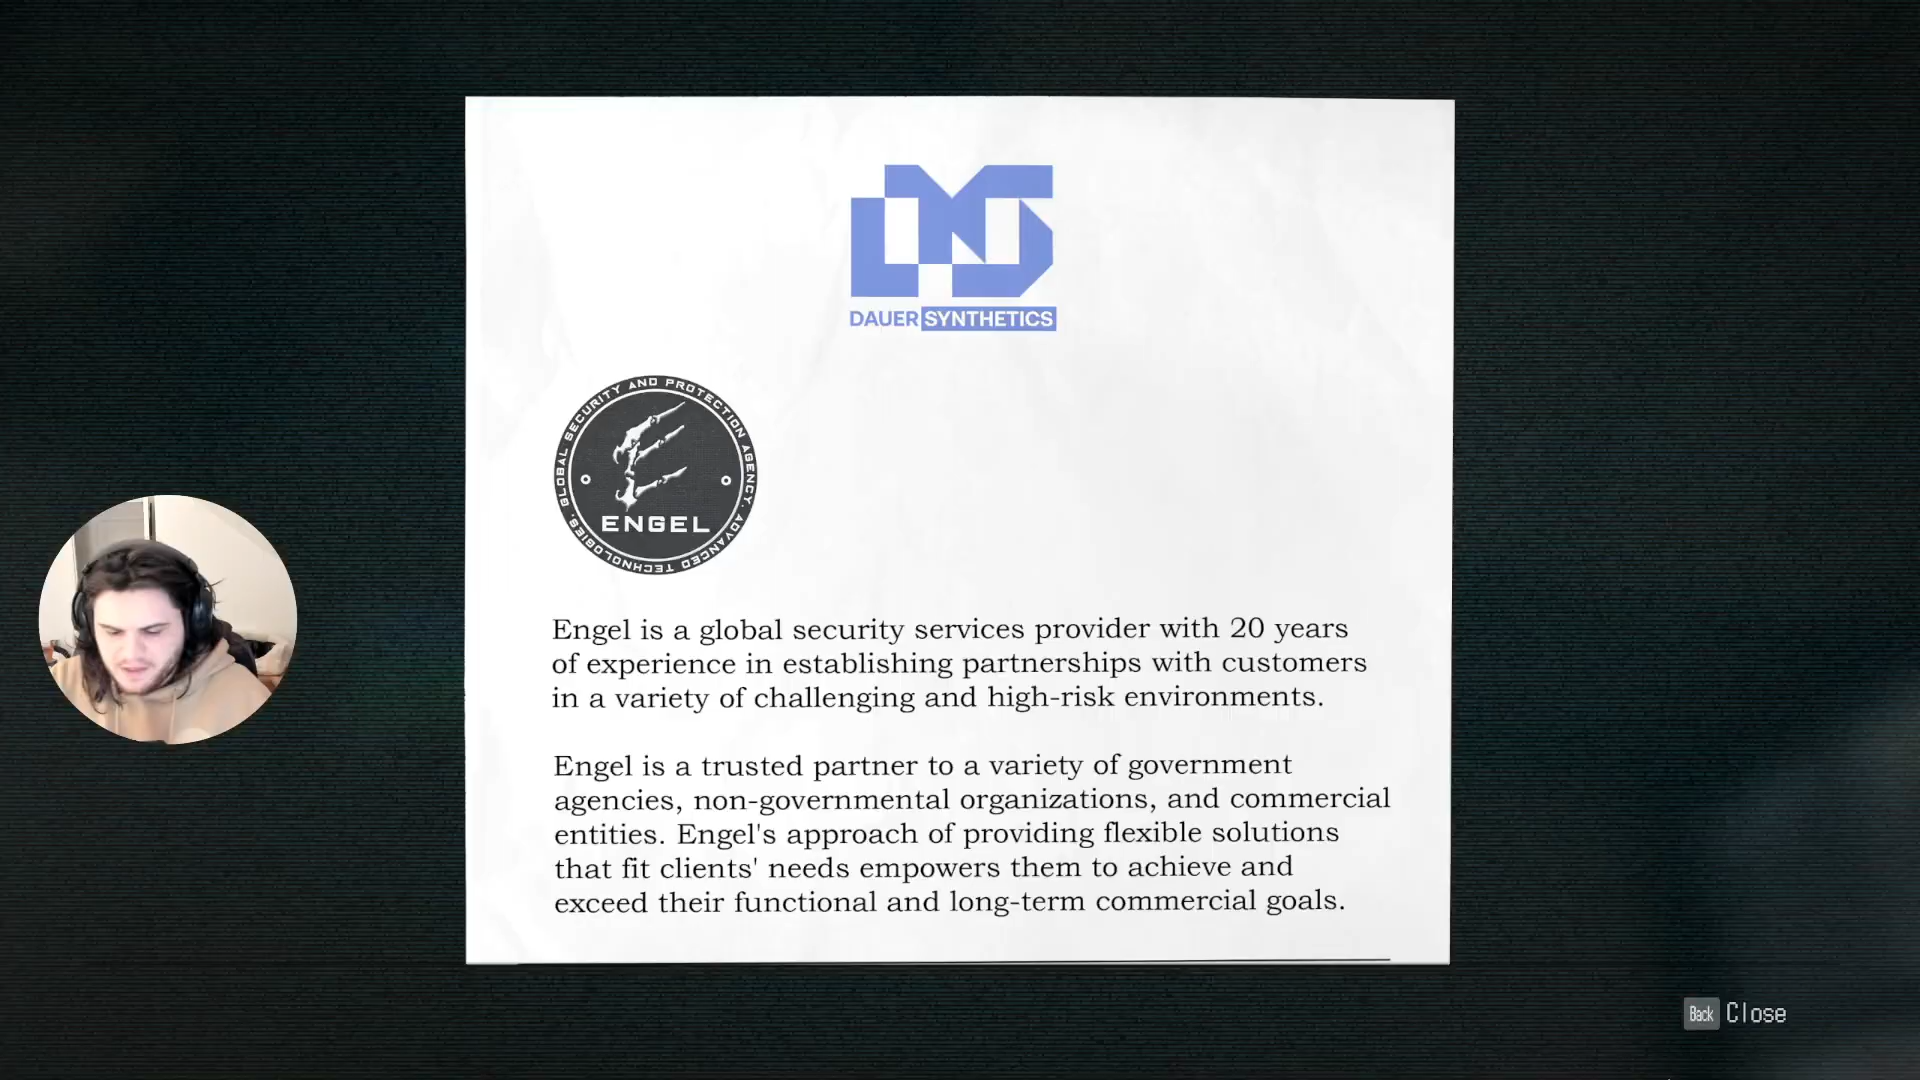 DAUER SYNTHETICS
GLOBAL SECURITY AND PROTECTION AGENCY. ADVANCED TECHNOLOGIES.
ENGEL
Engel is a global security services provider with 20 years
of experience in establishing partnerships with customers
in a variety of challenging and high-risk environments.
Engel is a trusted partner to a variety of government
agencies, non-governmental organizations, and commercial
entities. Engel's approach of providing flexible solutions
that fit clients' needs empowers them to achieve and
exceed their functional and long-term commercial goals.
Back Close